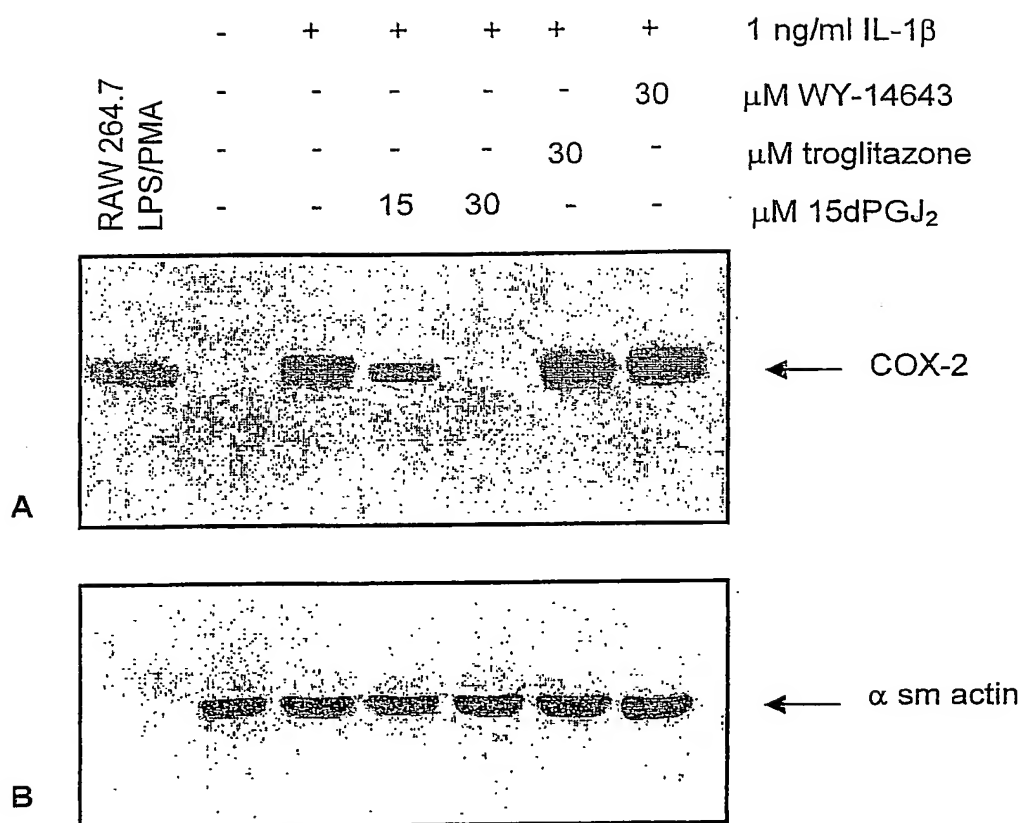 - + + + + + 1 ng/ml IL-1β
RAW 264.7
LPS/PMA
- - - - - 30 μM WY-14643
- - - - 30 - μM troglitazone
- - 15 30 - - μM 15dPGJ₂
COX-2
A
α sm actin
B